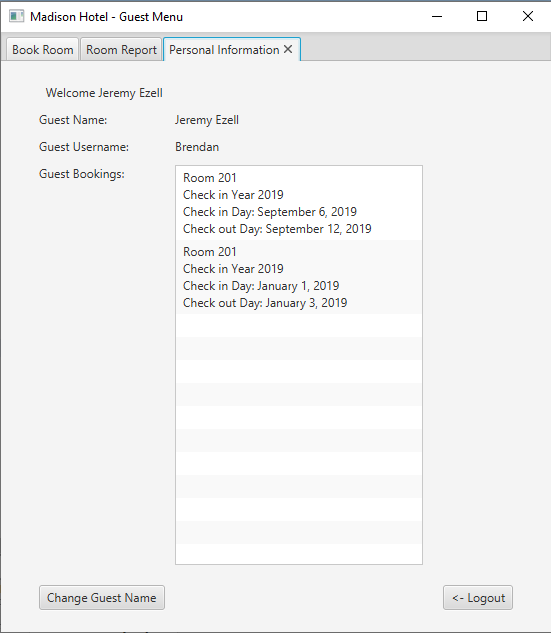 Madison Hotel - Guest Menu
Book Room
Room Report
Personal Information
Welcome Jeremy Ezell
Guest Name: Jeremy Ezell
Guest Username: Brendan
Guest Bookings:
Room 201
Check in Year 2019
Check in Day: September 6, 2019
Check out Day: September 12, 2019
Room 201
Check in Year 2019
Check in Day: January 1, 2019
Check out Day: January 3, 2019
Change Guest Name
<- Logout